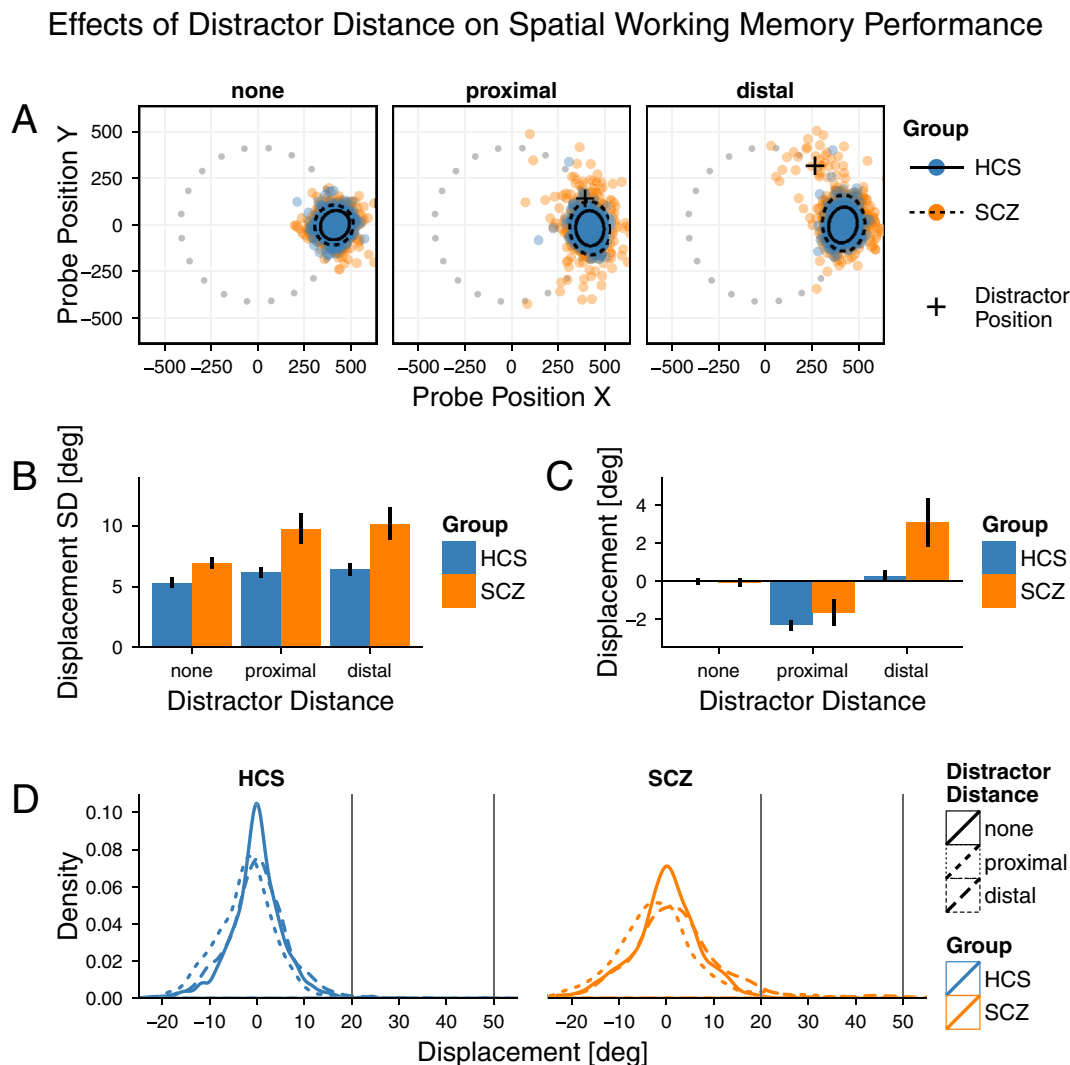 Effects of Distractor Distance on Spatial Working Memory Performance
A
none
proximal
distal
Probe Position Y
500
250
0
−250
−500
−500 −250 0 250 500
−500 −250 0 250 500
−500 −250 0 250 500
Probe Position X
Group
HCS
SCZ
+ Distractor
Position
B
Displacement SD [deg]
10
5
0
none proximal distal
Distractor Distance
Group
HCS
SCZ
C
Displacement [deg]
4
2
0
−2
none proximal distal
Distractor Distance
Group
HCS
SCZ
D
HCS
SCZ
Density
0.10
0.08
0.06
0.04
0.02
0.00
−20 −10 0 10 20 30 40 50
−20 −10 0 10 20 30 40 50
Displacement [deg]
Distractor
Distance
none
proximal
distal
Group
HCS
SCZ